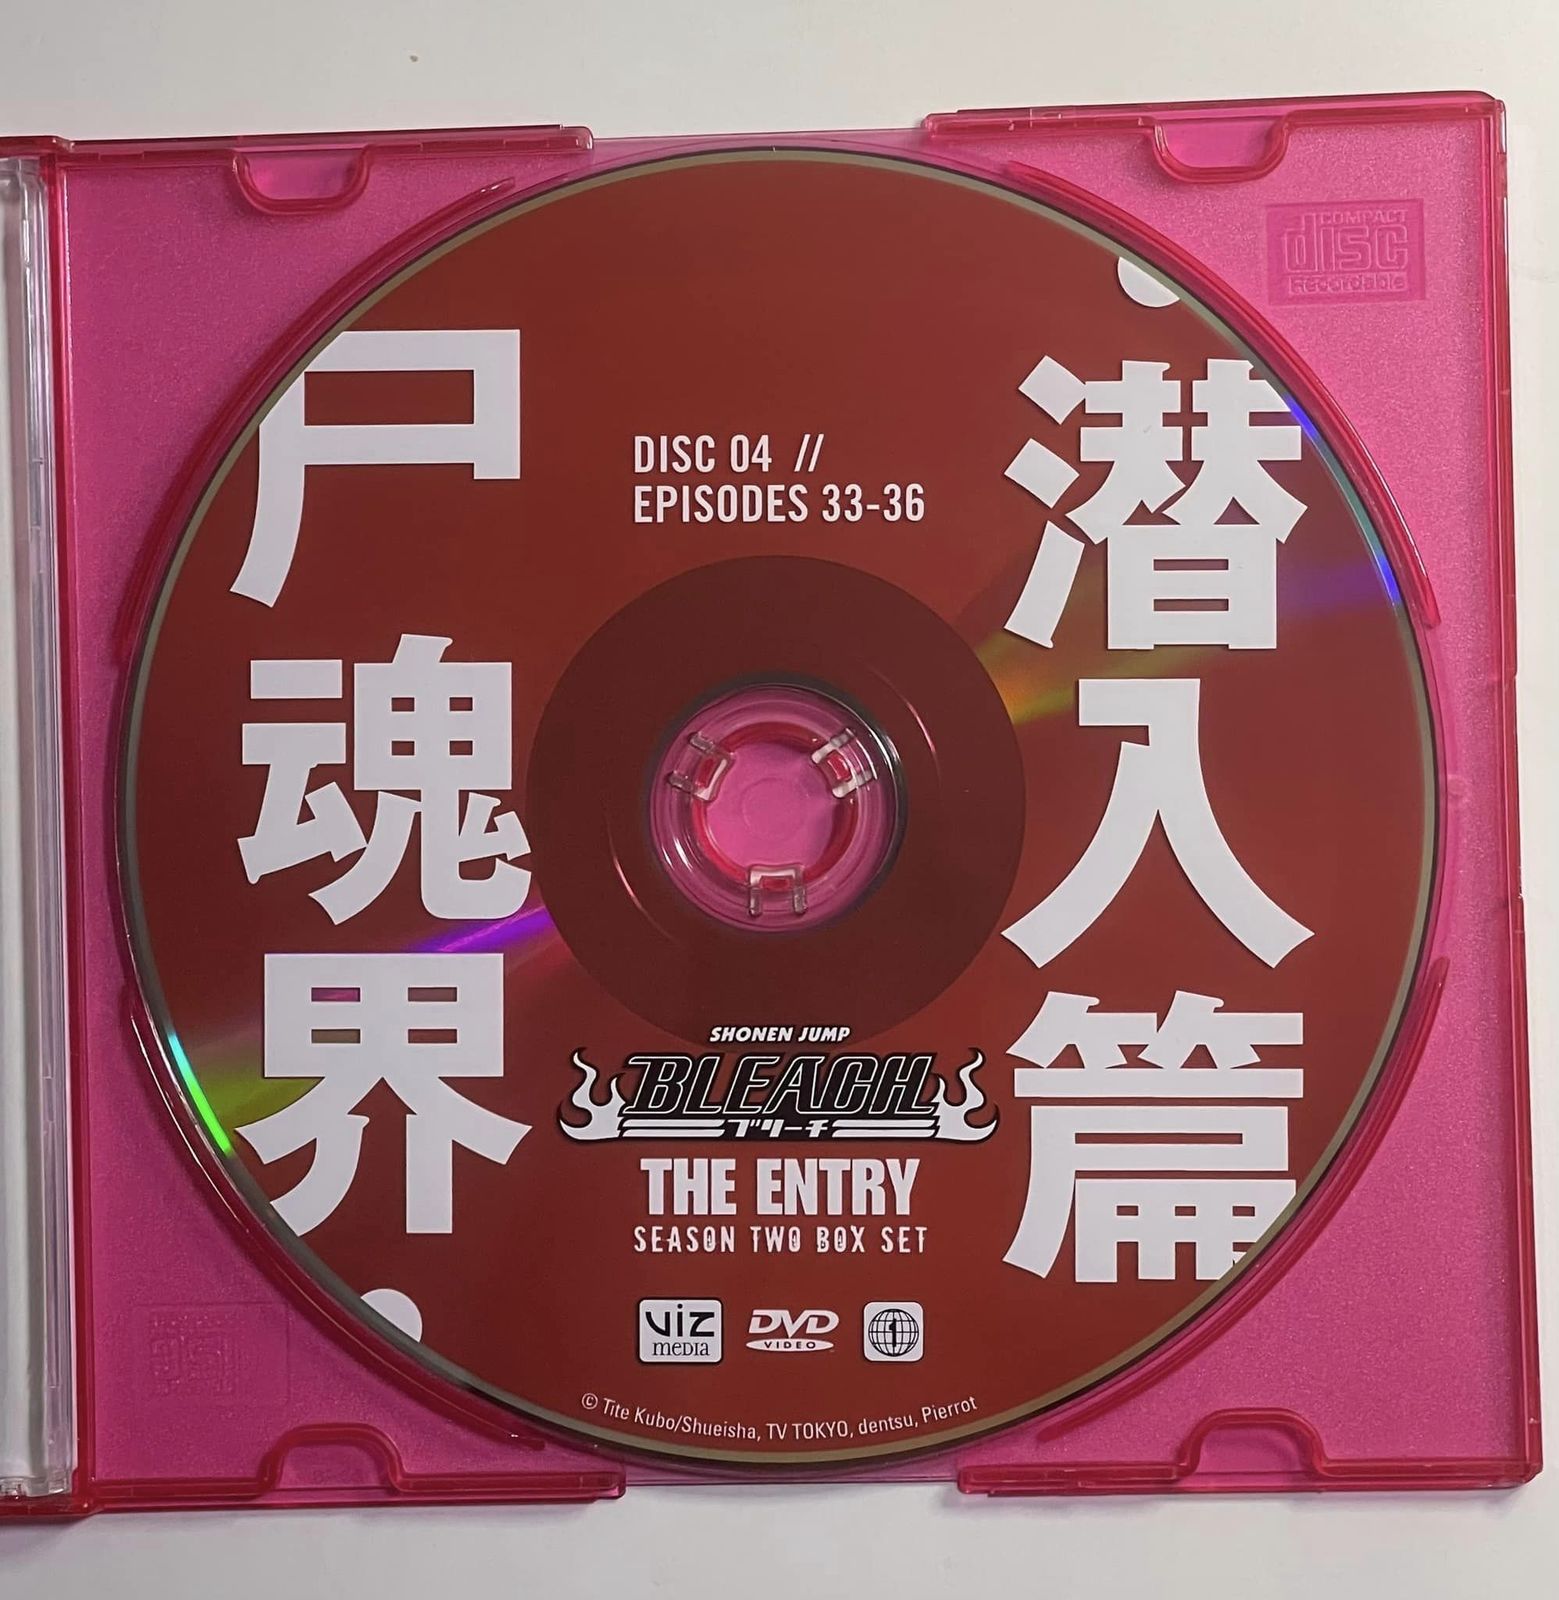 COMPACT
disc
Recordable
DISC 04 //
EPISODES 33-36
尸魂界・
・潜入篇
SHONEN JUMP
BLEACH
ブリーチ
THE ENTRY
SEASON TWO BOX SET
VIZ
MEDIA
DVD
VIDEO
1
© Tite Kubo/Shueisha, TV TOKYO, dentsu, Pierrot